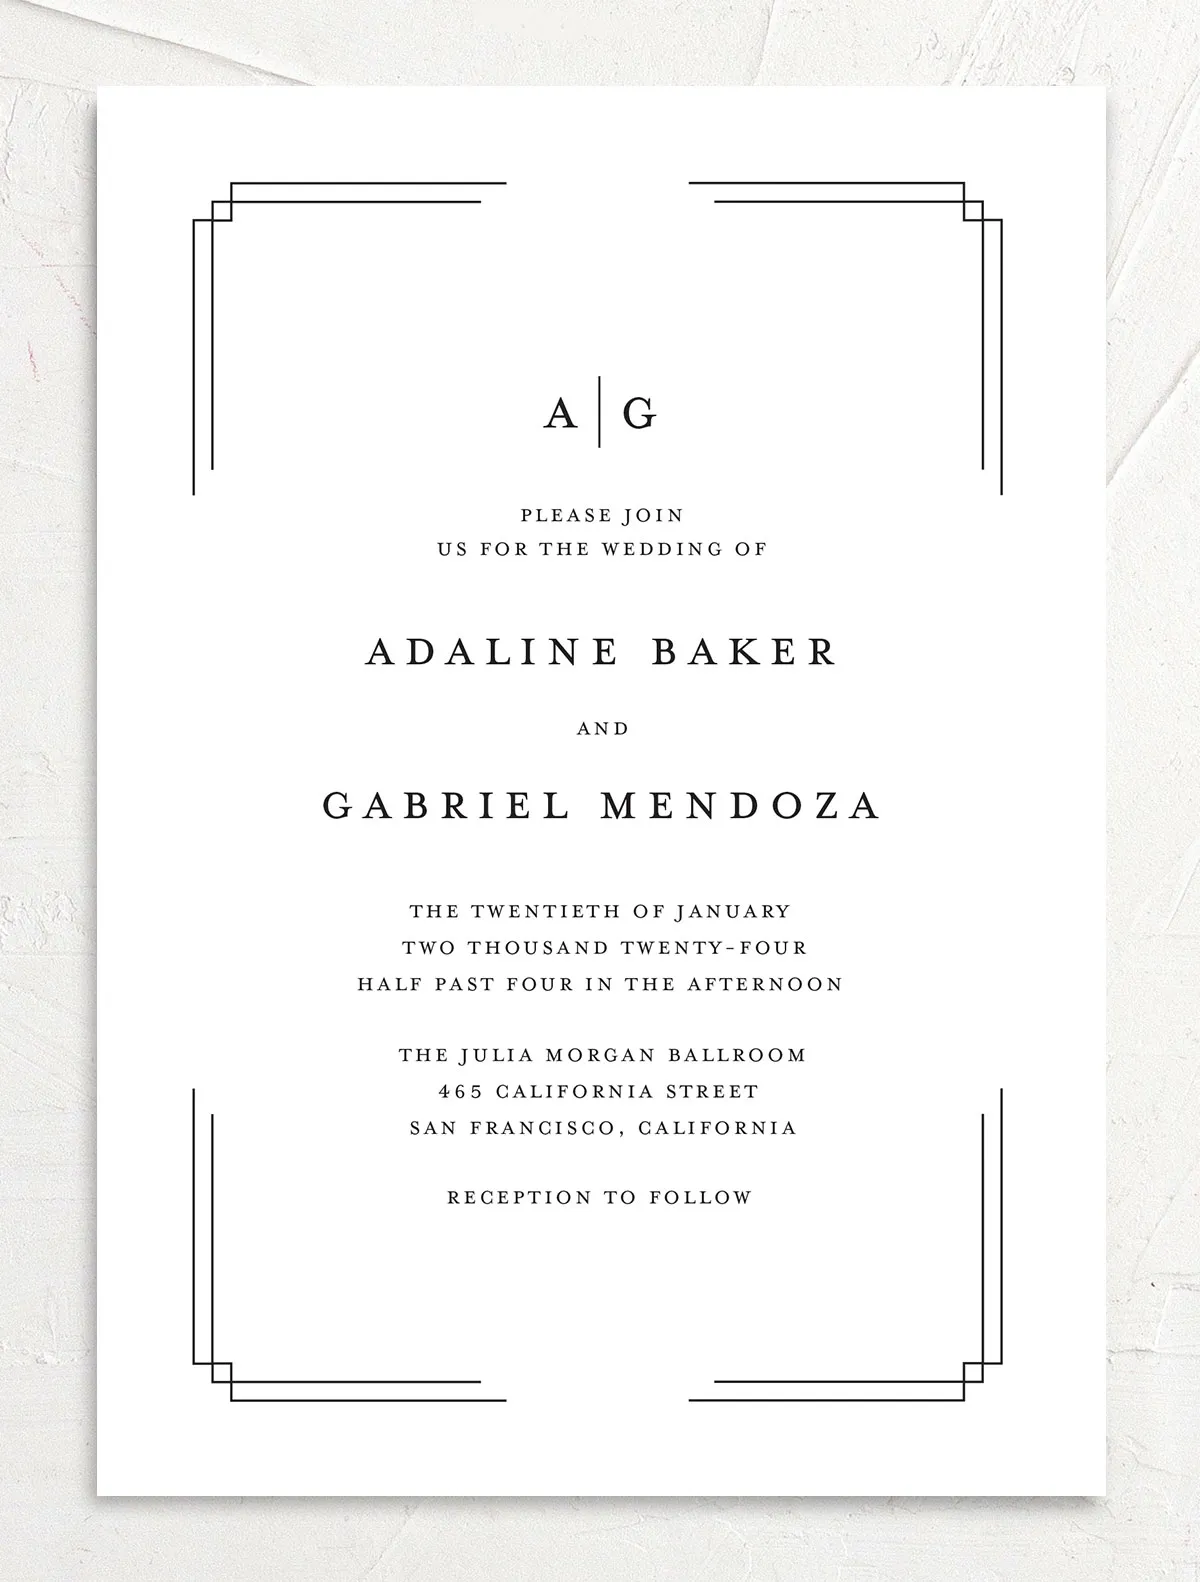 A | G
PLEASE JOIN
US FOR THE WEDDING OF
ADALINE BAKER
AND
GABRIEL MENDOZA
THE TWENTIETH OF JANUARY
TWO THOUSAND TWENTY-FOUR
HALF PAST FOUR IN THE AFTERNOON
THE JULIA MORGAN BALLROOM
465 CALIFORNIA STREET
SAN FRANCISCO, CALIFORNIA
RECEPTION TO FOLLOW